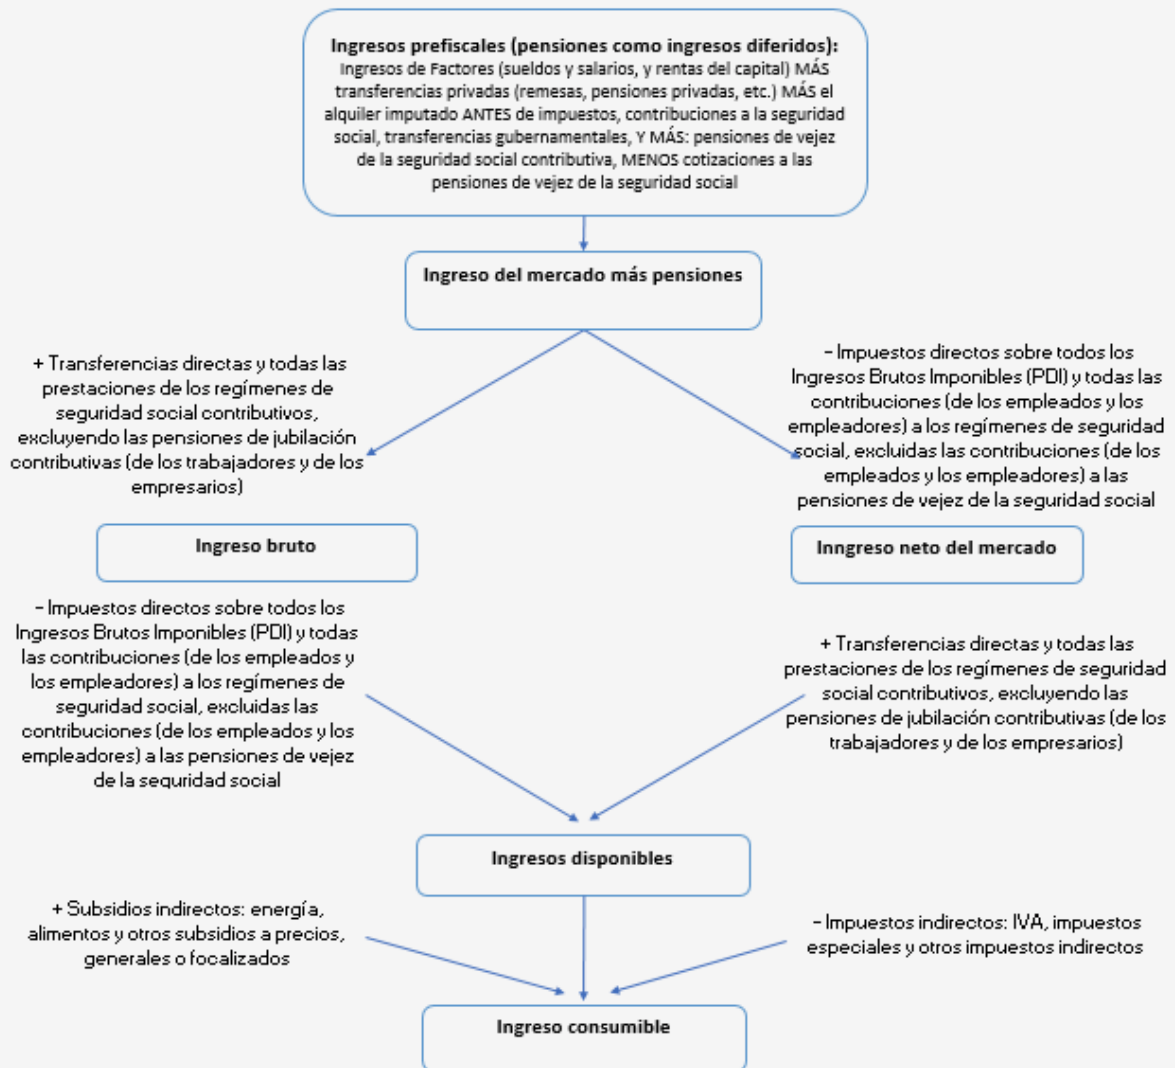 Ingresos prefiscales (pensiones como ingresos diferidos):
Ingresos de Factores (sueldos y salarios, y rentas del capital) MÁS
transferencias privadas (remesas, pensiones privadas, etc.) MÁS el
alquiler imputado ANTES de impuestos, contribuciones a la seguridad
social, transferencias gubernamentales, Y MÁS: pensiones de vejez
de la seguridad social contributiva, MENOS cotizaciones a las
pensiones de vejez de la seguridad social
Ingreso del mercado más pensiones
+ Transferencias directas y todas las
prestaciones de los regímenes de
seguridad social contributivos,
excluyendo las pensiones de jubilación
contributivas (de los trabajadores y de los
empresarios)
- Impuestos directos sobre todos los
Ingresos Brutos Imponibles (PDI) y todas las
contribuciones (de los empleados y los
empleadores) a los regímenes de seguridad
social, excluidas las contribuciones (de los
empleados y los empleadores) a las
pensiones de vejez de la seguridad social
Ingreso bruto
Inngreso neto del mercado
- Impuestos directos sobre todos los
Ingresos Brutos Imponibles (PDI) y todas
las contribuciones (de los empleados y
los empleadores) a los regímenes de
seguridad social, excluidas las
contribuciones (de los empleados y los
empleadores) a las pensiones de vejez
de la seguridad social
+ Transferencias directas y todas las
prestaciones de los regímenes de seguridad
social contributivos, excluyendo las
pensiones de jubilación contributivas (de los
trabajadores y de los empresarios)
Ingresos disponibles
+ Subsidios indirectos: energía,
alimentos y otros subsidios a precios,
generales o focalizados
- Impuestos indirectos: IVA, impuestos
especiales y otros impuestos indirectos
Ingreso consumible